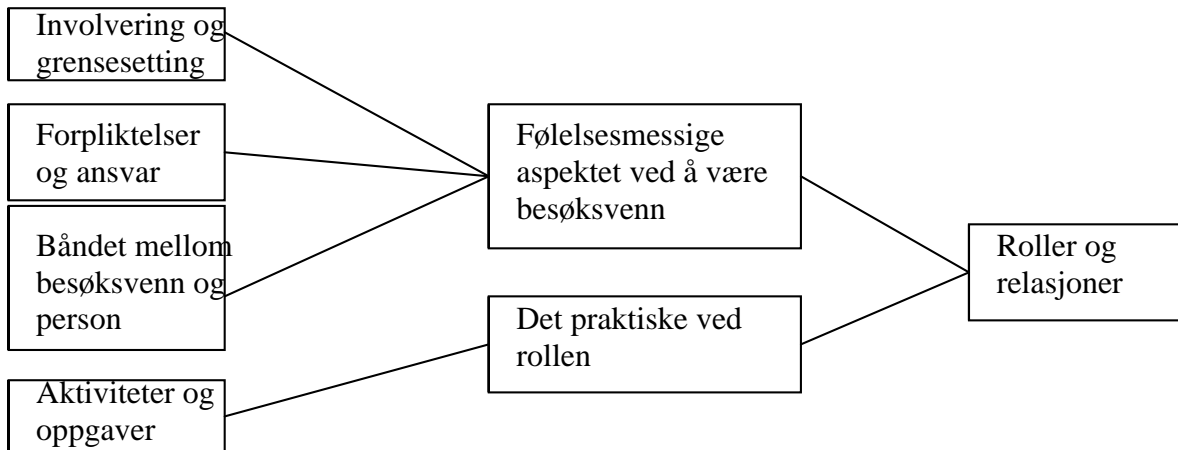 Involvering og
grensesetting
Forpliktelser
og ansvar
Båndet mellom
besøksvenn og
person
Aktiviteter og
oppgaver
Følelsesmessige
aspektet ved å være
besøksvenn
Det praktiske ved
rollen
Roller og
relasjoner